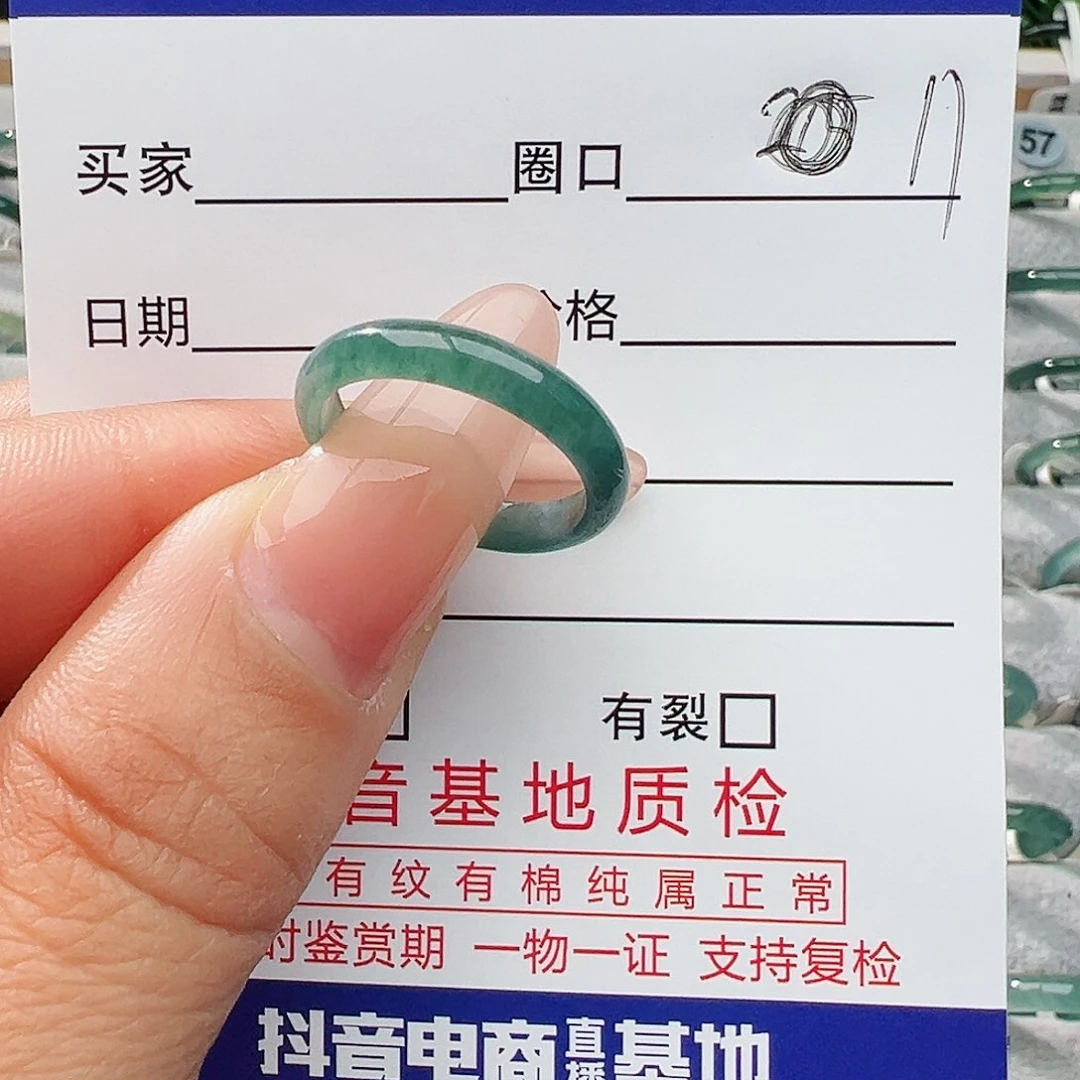 买家 圈口 17
日期 格
有裂
音基地质检
有纹有棉纯属正常
时鉴赏期 一物一证 支持复检
抖音电商直播基地
57